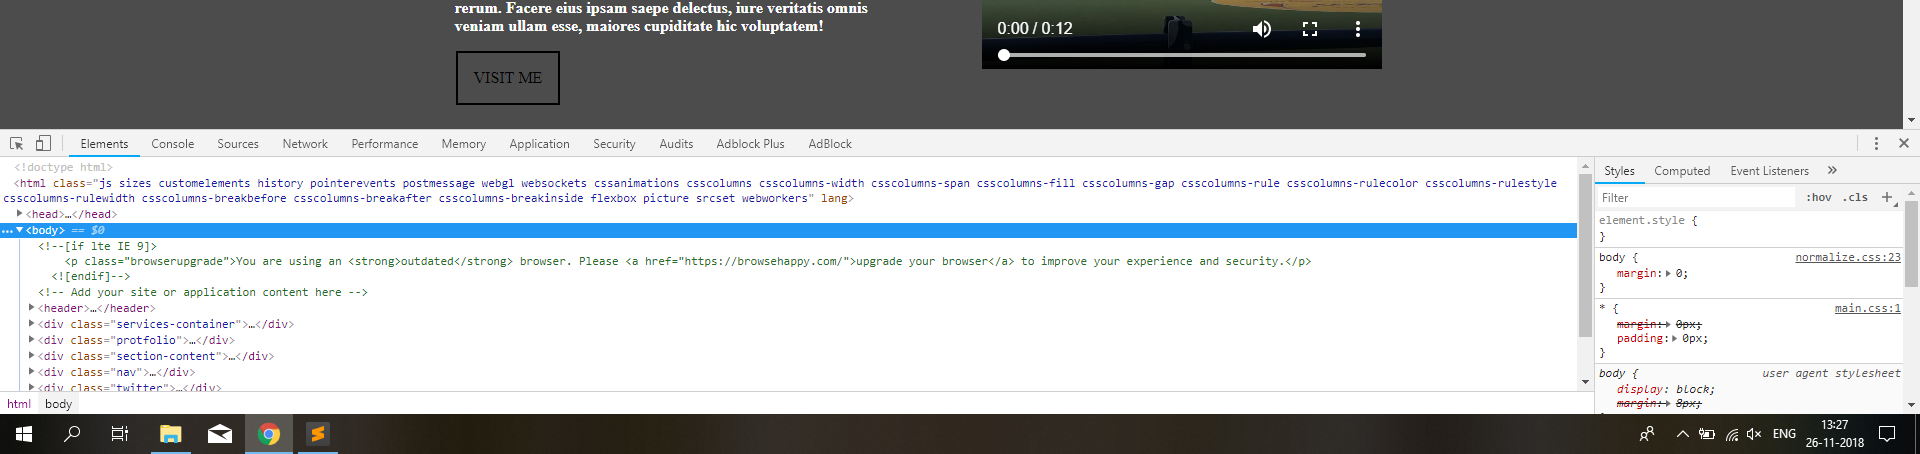 rerum. Facere eius ipsam saepe delectus, iure veritatis omnis
veniam ullam esse, maiores cupiditate hic voluptatem!
VISIT ME
0:00 / 0:12
Elements Console Sources Network Performance Memory Application Security Audits Adblock Plus AdBlock
<!doctype html>
<html class="js sizes customelements history pointerevents postmessage webgl websockets cssanimations csscolumns csscolumns-width csscolumns-span csscolumns-fill csscolumns-gap csscolumns-rule csscolumns-rulecolor csscolumns-rulestyle
csscolumns-rulewidth csscolumns-breakbefore csscolumns-breakafter csscolumns-breakinside flexbox picture srcset webworkers" lang>
<head>…</head>
<body> == $0
<!--[if lte IE 9]>
<p class="browserupgrade">You are using an <strong>outdated</strong> browser. Please <a href="https://browsehappy.com/">upgrade your browser</a> to improve your experience and security.</p>
<![endif]-->
<!-- Add your site or application content here -->
<header>…</header>
<div class="services-container">…</div>
<div class="protfolio">…</div>
<div class="section-content">…</div>
<div class="nav">…</div>
<div class="twitter">…</div>
html body
Styles Computed Event Listeners »
Filter :hov .cls +
element.style {
}
body { normalize.css:23
margin: 0;
}
* { main.css:1
margin: 0px;
padding: 0px;
}
body { user agent stylesheet
display: block;
margin: 8px;
ENG
13:27
26-11-2018